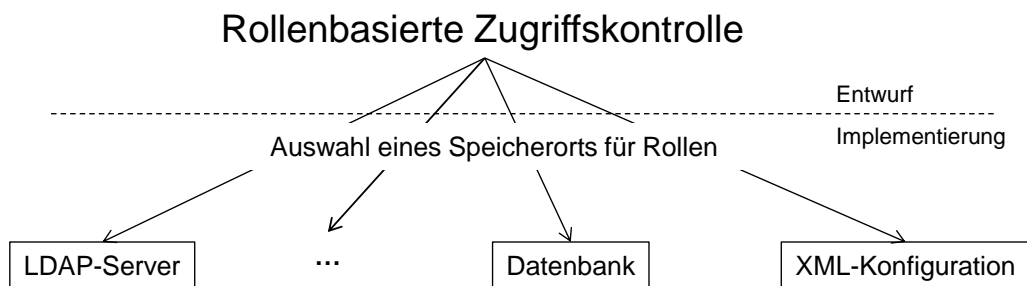 Rollenbasierte Zugriffskontrolle
Entwurf
Implementierung
Auswahl eines Speicherorts für Rollen
LDAP-Server
...
Datenbank
XML-Konfiguration